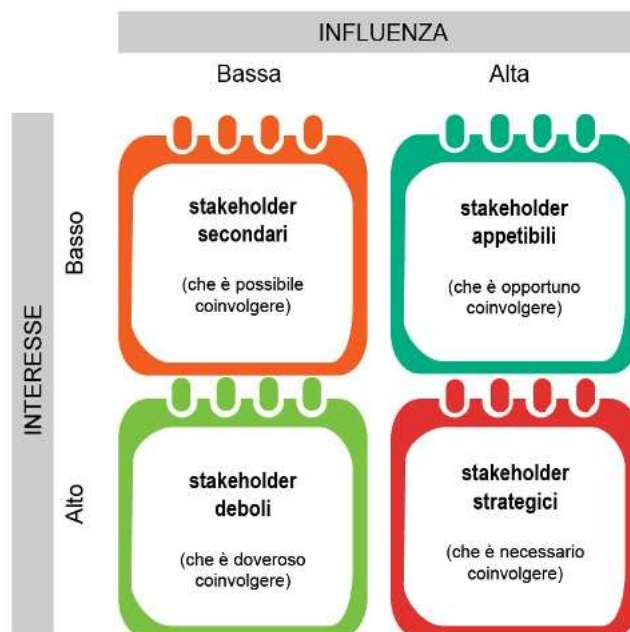 INFLUENZA
Bassa
Alta
INTERESSE
Basso
stakeholder
secondari
(che è possibile
coinvolgere)
stakeholder
appetibili
(che è opportuno
coinvolgere)
Alto
stakeholder
deboli
(che è doveroso
coinvolgere)
stakeholder
strategici
(che è necessario
coinvolgere)